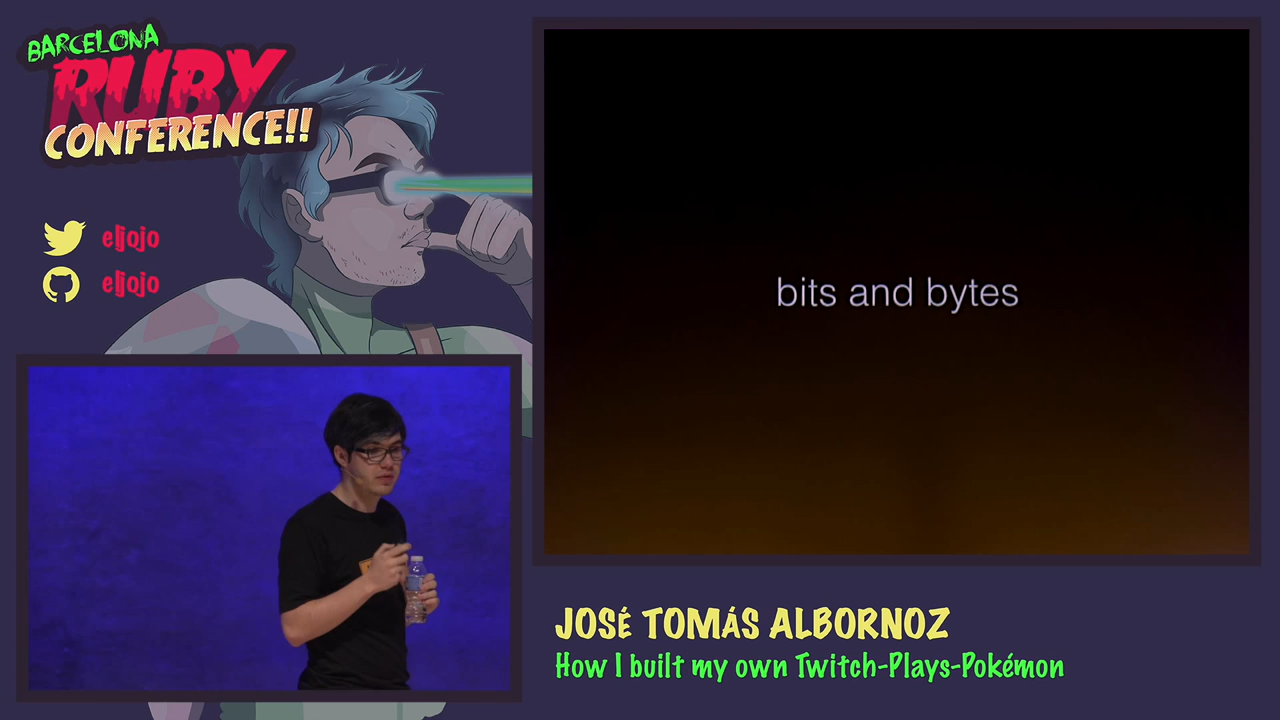 BARCELONA
RUBY
CONFERENCE!!
eljojo
eljojo
bits and bytes
JOSÉ TOMÁS ALBORNOZ
How I built my own Twitch-Plays-Pokémon